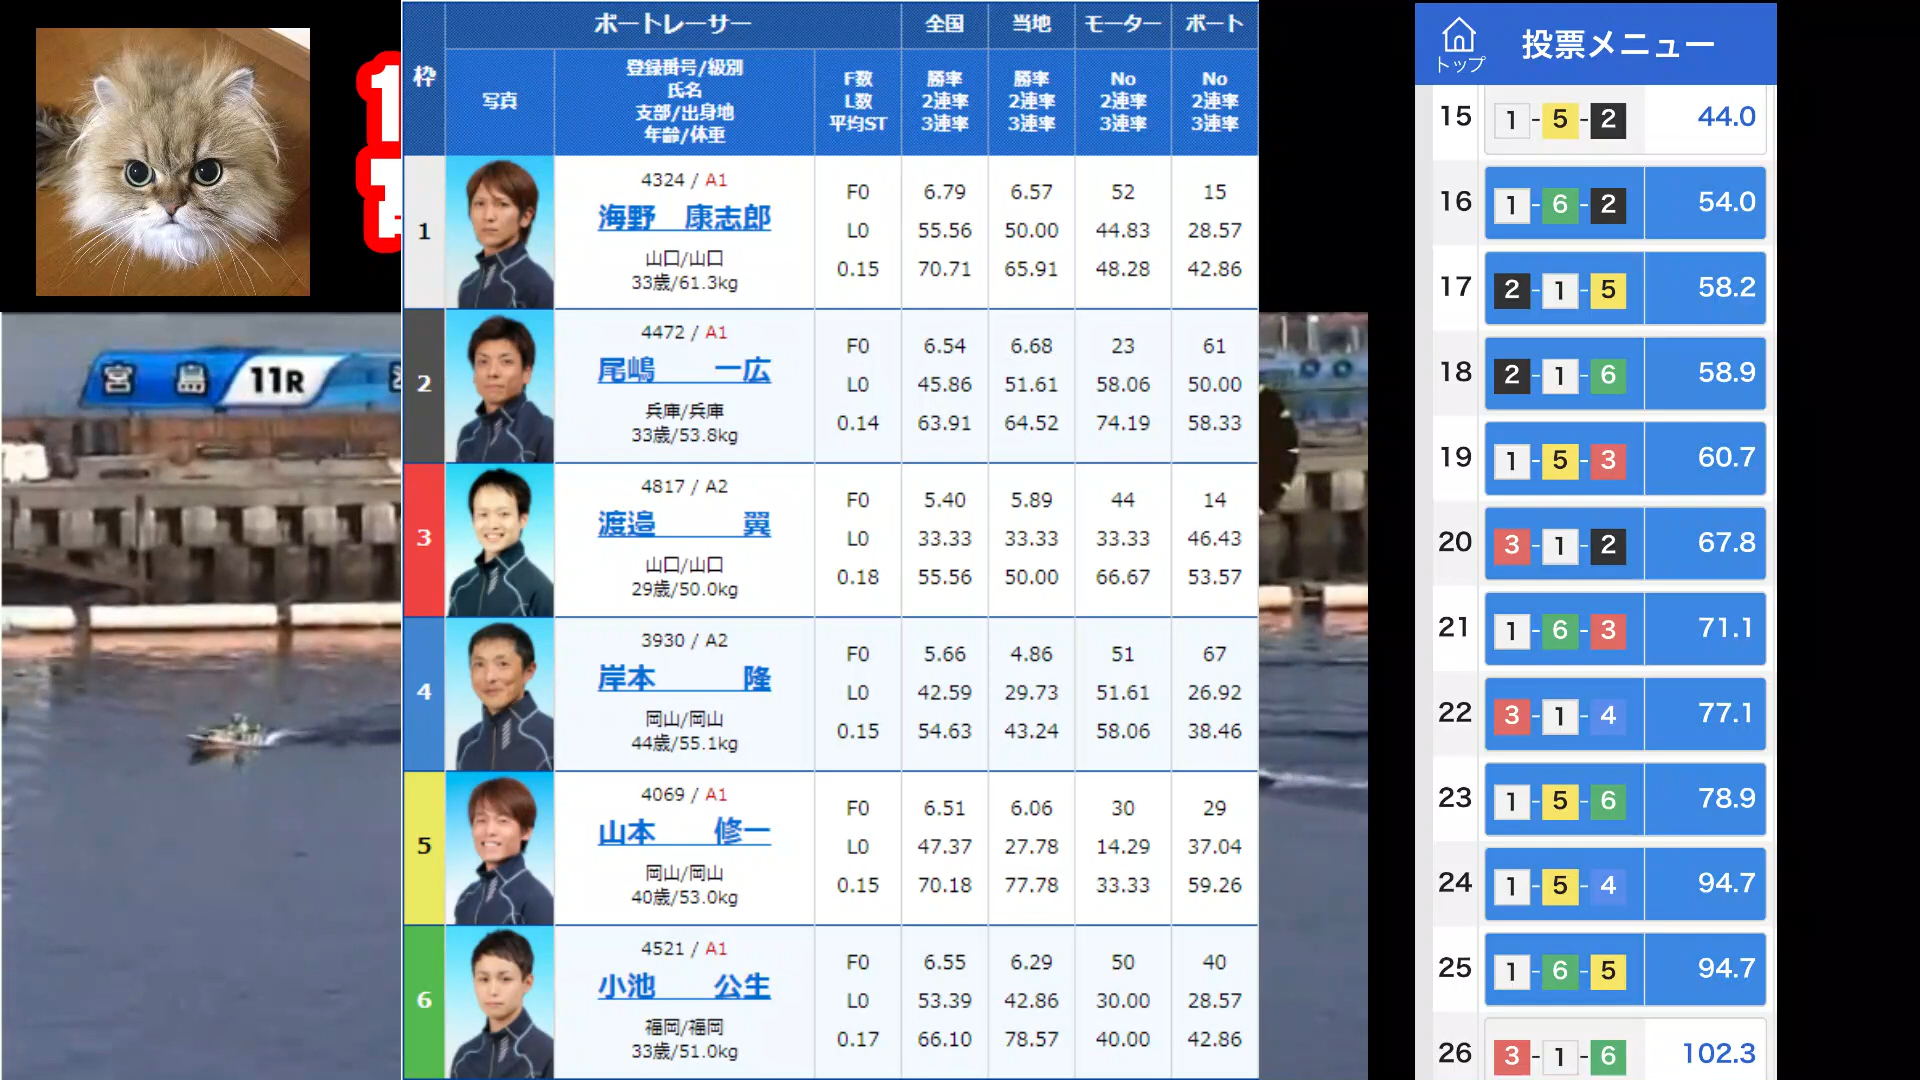 宮島 11R
ボートレーサー 全国 当地 モーター ボート
枠 写真 登録番号/級別 氏名 支部/出身地 年齢/体重 F数 L数 平均ST 勝率 2連率 3連率 勝率 2連率 3連率 No 2連率 3連率 No 2連率 3連率
1 4324 / A1 F0 6.79 6.57 52 15
海野 康志郎 L0 55.56 50.00 44.83 28.57
山口/山口 0.15 70.71 65.91 48.28 42.86
33歳/61.3kg
2 4472 / A1 F0 6.54 6.68 23 61
尾嶋 一広 L0 45.86 51.61 58.06 50.00
兵庫/兵庫 0.14 63.91 64.52 74.19 58.33
33歳/53.8kg
3 4817 / A2 F0 5.40 5.89 44 14
渡邉 翼 L0 33.33 33.33 33.33 46.43
山口/山口 0.18 55.56 50.00 66.67 53.57
29歳/50.0kg
4 3930 / A2 F0 5.66 4.86 51 67
岸本 隆 L0 42.59 29.73 51.61 26.92
岡山/岡山 0.15 54.63 43.24 58.06 38.46
44歳/55.1kg
5 4069 / A1 F0 6.51 6.06 30 29
山本 修一 L0 47.37 27.78 14.29 37.04
岡山/岡山 0.15 70.18 77.78 33.33 59.26
40歳/53.0kg
6 4521 / A1 F0 6.55 6.29 50 40
小池 公生 L0 53.39 42.86 30.00 28.57
福岡/福岡 0.17 66.10 78.57 40.00 42.86
33歳/51.0kg
トップ 投票メニュー
15 1-5-2 44.0
16 1-6-2 54.0
17 2-1-5 58.2
18 2-1-6 58.9
19 1-5-3 60.7
20 3-1-2 67.8
21 1-6-3 71.1
22 3-1-4 77.1
23 1-5-6 78.9
24 1-5-4 94.7
25 1-6-5 94.7
26 3-1-6 102.3